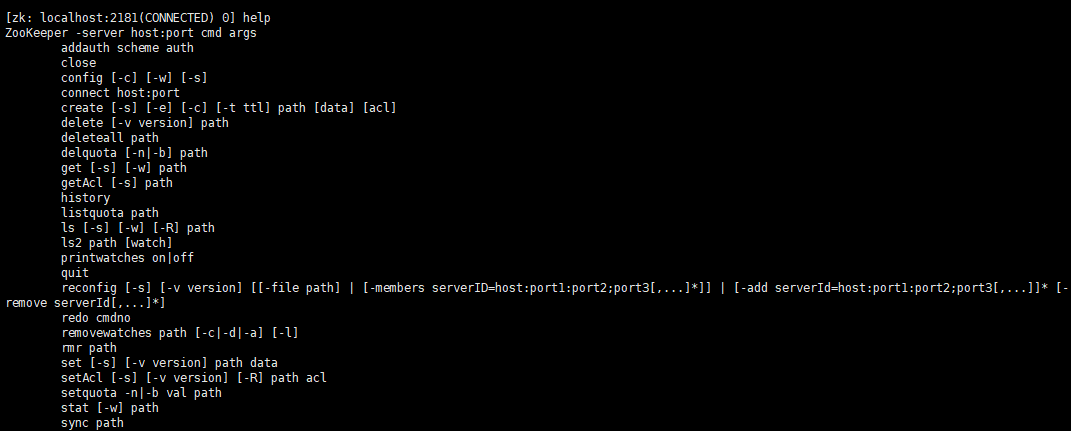 [zk: localhost:2181(CONNECTED) 0] help
ZooKeeper -server host:port cmd args
        addauth scheme auth
        close
        config [-c] [-w] [-s]
        connect host:port
        create [-s] [-e] [-c] [-t ttl] path [data] [acl]
        delete [-v version] path
        deleteall path
        delquota [-n|-b] path
        get [-s] [-w] path
        getAcl [-s] path
        history
        listquota path
        ls [-s] [-w] [-R] path
        ls2 path [watch]
        printwatches on|off
        quit
        reconfig [-s] [-v version] [[-file path] | [-members serverID=host:port1:port2;port3[,...]*]] | [-add serverId=host:port1:port2;port3[,...]]* [-
remove serverId[,...]*]
        redo cmdno
        removewatches path [-c|-d|-a] [-l]
        rmr path
        set [-s] [-v version] path data
        setAcl [-s] [-v version] [-R] path acl
        setquota -n|-b val path
        stat [-w] path
        sync path